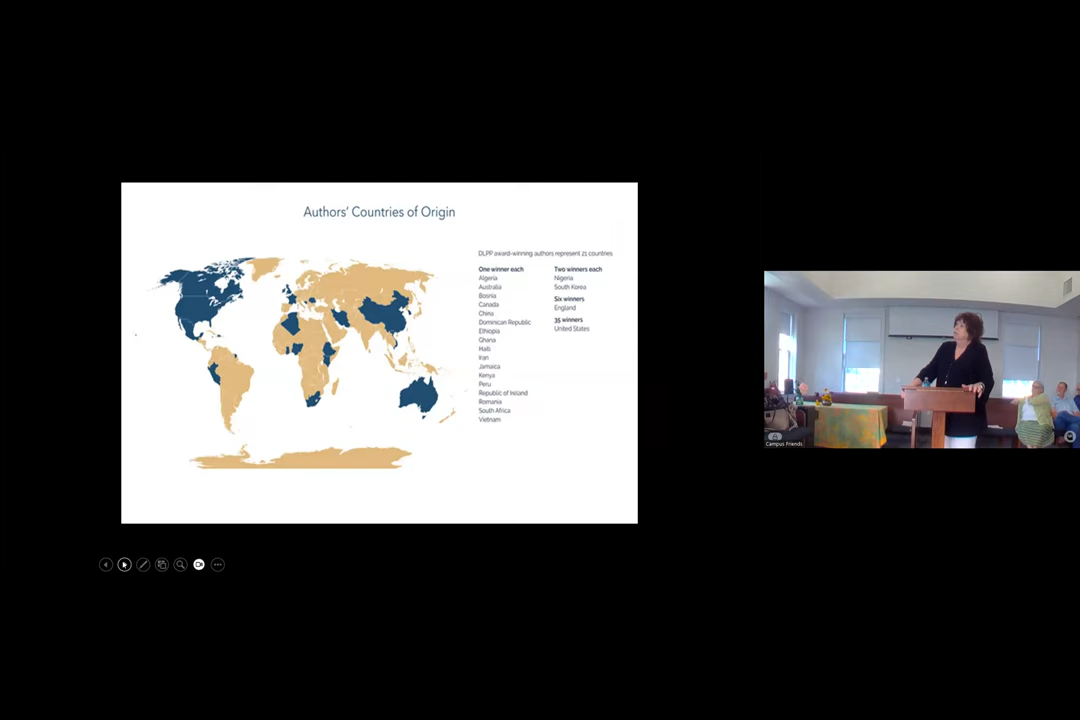 Authors' Countries of Origin
DLPP award-winning authors represent 21 countries
One winner each
Algeria
Australia
Bosnia
Canada
China
Dominican Republic
Ethiopia
Ghana
Haiti
Iran
Jamaica
Kenya
Peru
Republic of Ireland
Romania
South Africa
Vietnam
Two winners each
Nigeria
South Korea
Six winners
England
35 winners
United States
Campus Friends